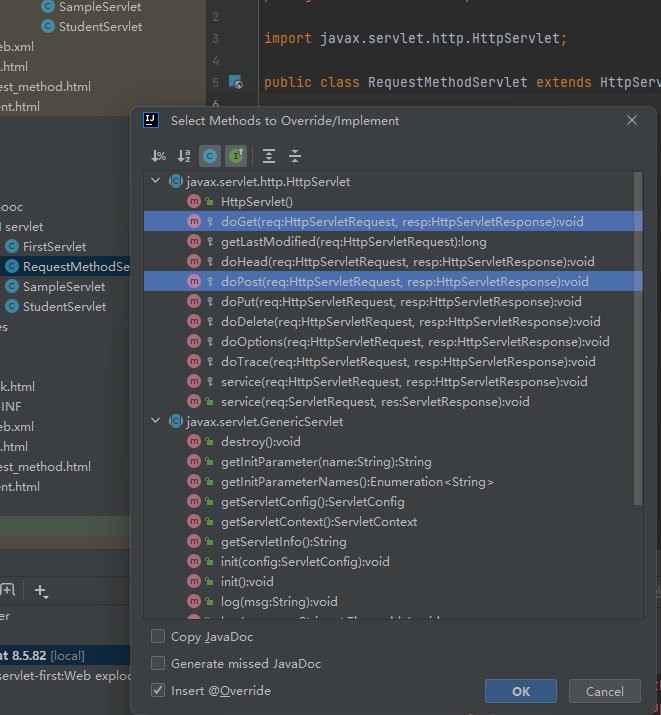 SampleServlet
2
StudentServlet
eb.xml
3 import javax.servlet.http.HttpServlet;
.html
4
est_method.html
5 public class RequestMethodServlet extends HttpServ
ent.html
6
Select Methods to Override/Implement
javax.servlet.http.HttpServlet
HttpServlet()
ooc
doGet(req:HttpServletRequest, resp:HttpServletResponse):void
servlet
getLastModified(req:HttpServletRequest):long
FirstServlet
doHead(req:HttpServletRequest, resp:HttpServletResponse):void
RequestMethodSe
doPost(req:HttpServletRequest, resp:HttpServletResponse):void
SampleServlet
doPut(req:HttpServletRequest, resp:HttpServletResponse):void
StudentServlet
doDelete(req:HttpServletRequest, resp:HttpServletResponse):void
es
doOptions(req:HttpServletRequest, resp:HttpServletResponse):void
doTrace(req:HttpServletRequest, resp:HttpServletResponse):void
k.html
service(req:HttpServletRequest, resp:HttpServletResponse):void
-INF
service(req:ServletRequest, res:ServletResponse):void
eb.xml
javax.servlet.GenericServlet
.html
destroy():void
est_method.html
getInitParameter(name:String):String
ent.html
getInitParameterNames():Enumeration<String>
getServletConfig():ServletConfig
getServletContext():ServletContext
getServletInfo():String
init(config:ServletConfig):void
init():void
log(msg:String):void
er
Copy JavaDoc
at 8.5.82 [local]
Generate missed JavaDoc
servlet-first:Web explod
Insert @Override
OK
Cancel